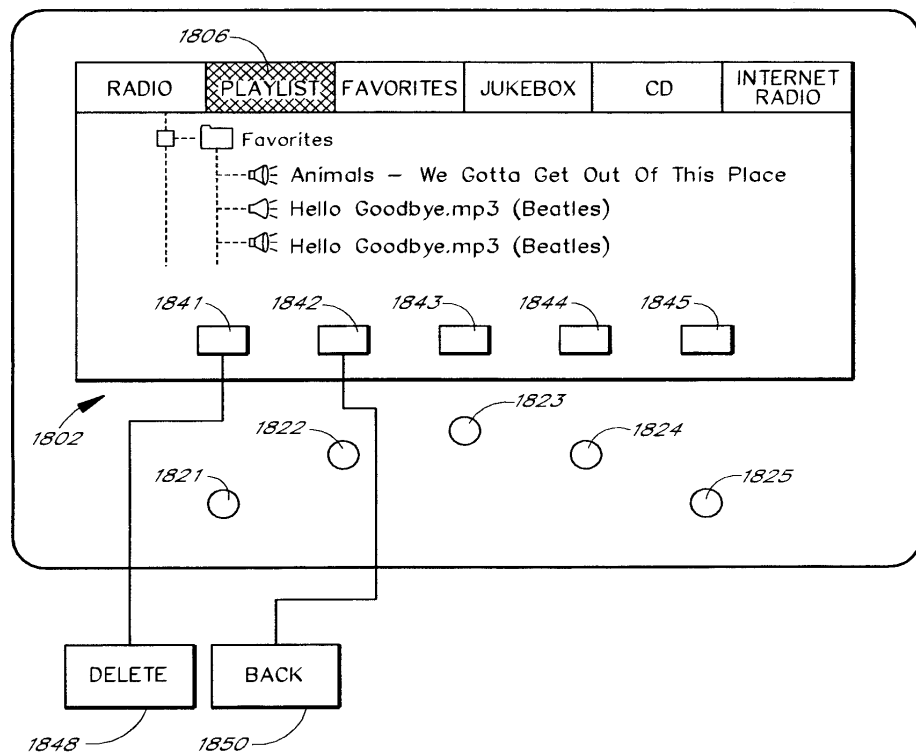 1806
RADIO PLAYLIST FAVORITES JUKEBOX CD INTERNET RADIO
Favorites
Animals – We Gotta Get Out Of This Place
Hello Goodbye.mp3 (Beatles)
Hello Goodbye.mp3 (Beatles)
1841 1842 1843 1844 1845
1802 1821 1822 1823 1824 1825
DELETE BACK
1848 1850